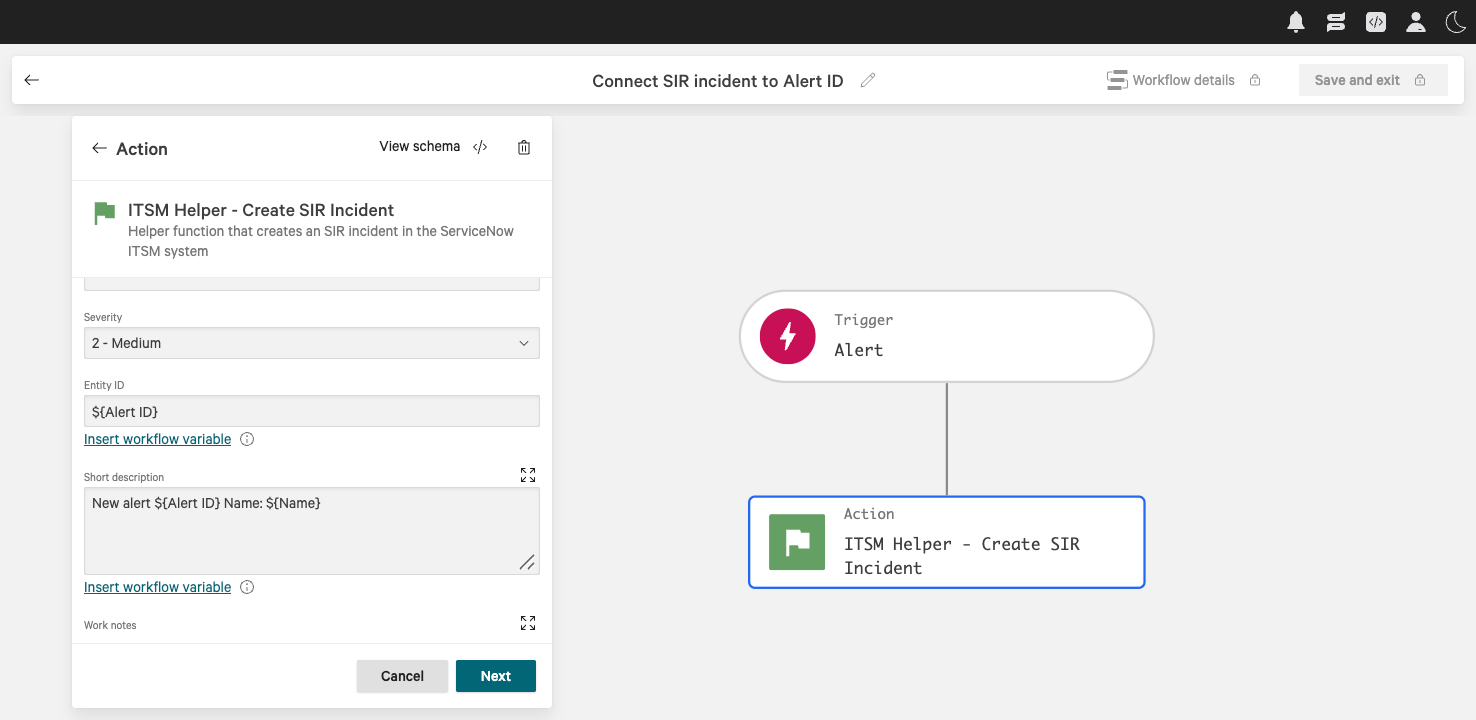 Connect SIR incident to Alert ID
Workflow details
Save and exit
Action
View schema </>
ITSM Helper - Create SIR Incident
Helper function that creates an SIR incident in the ServiceNow
ITSM system
Severity
2 - Medium
Entity ID
${Alert ID}
Insert workflow variable
Short description
New alert ${Alert ID} Name: ${Name}
Insert workflow variable
Work notes
Cancel
Next
Trigger
Alert
Action
ITSM Helper - Create SIR
Incident